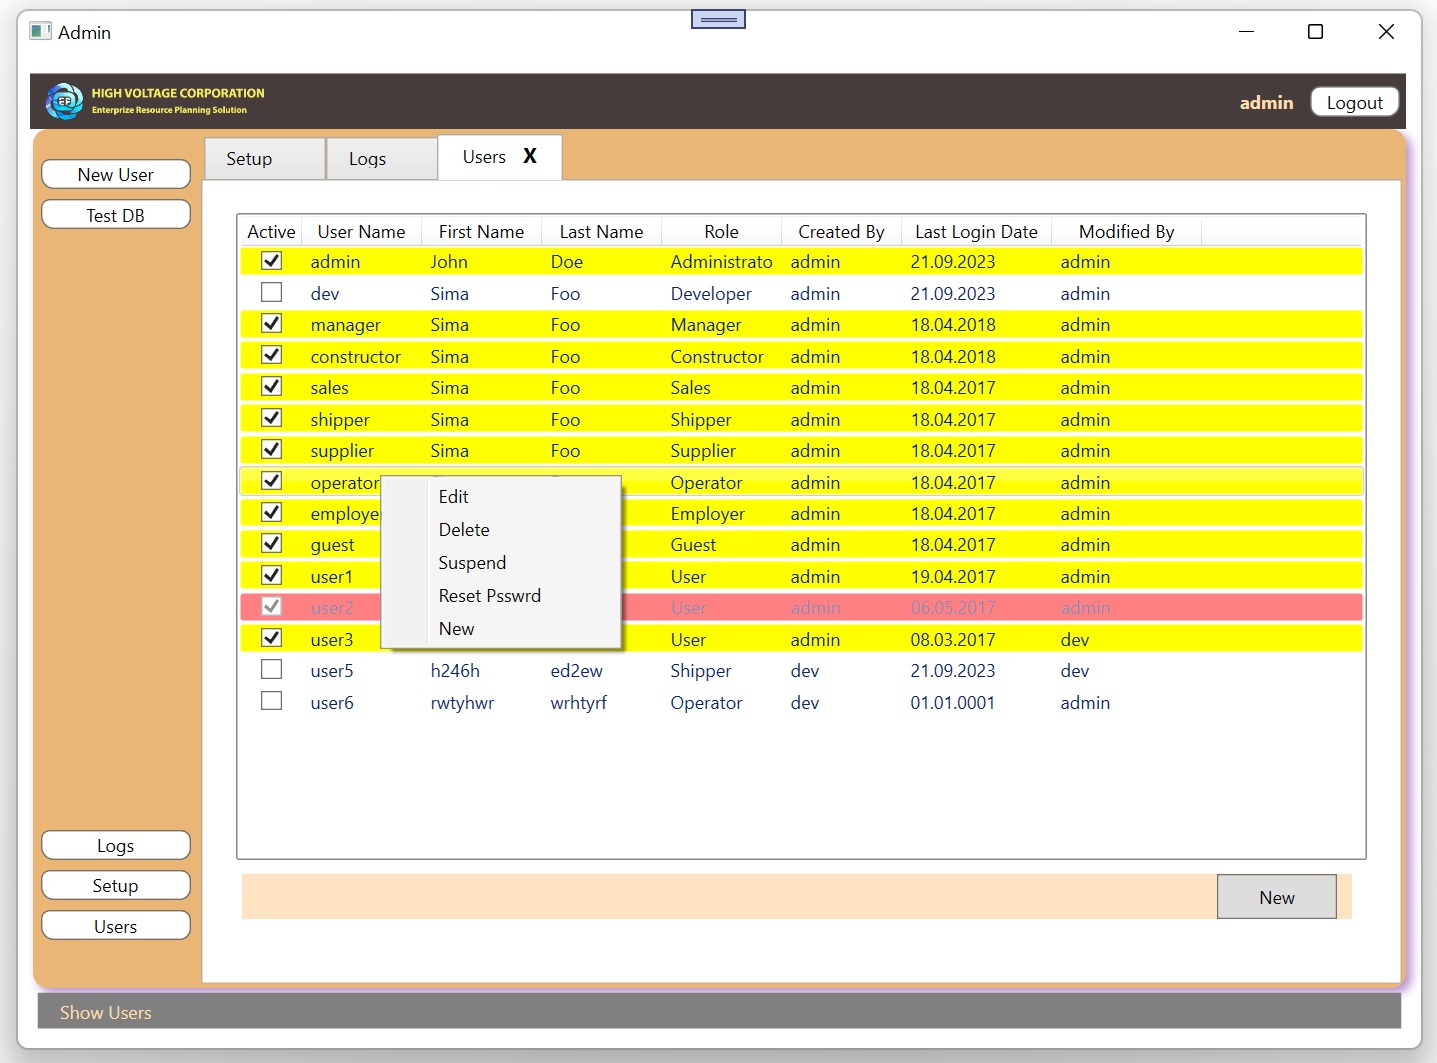 Admin
HIGH VOLTAGE CORPORATION
Enterprize Resource Planning Solution
admin Logout
New User
Test DB
Setup Logs Users X
Active User Name First Name Last Name Role Created By Last Login Date Modified By
admin John Doe Administrato admin 21.09.2023 admin
dev Sima Foo Developer admin 21.09.2023 admin
manager Sima Foo Manager admin 18.04.2018 admin
constructor Sima Foo Constructor admin 18.04.2018 admin
sales Sima Foo Sales admin 18.04.2017 admin
shipper Sima Foo Shipper admin 18.04.2017 admin
supplier Sima Foo Supplier admin 18.04.2017 admin
operator Operator admin 18.04.2017 admin
employer Employer admin 18.04.2017 admin
guest Guest admin 18.04.2017 admin
user1 User admin 19.04.2017 admin
user2 User admin 06.05.2017 admin
user3 User admin 08.03.2017 dev
user5 h246h ed2ew Shipper dev 21.09.2023 dev
user6 rwtyhwr wrhtyrf Operator dev 01.01.0001 admin
Edit
Delete
Suspend
Reset Psswrd
New
Logs
Setup
Users
New
Show Users